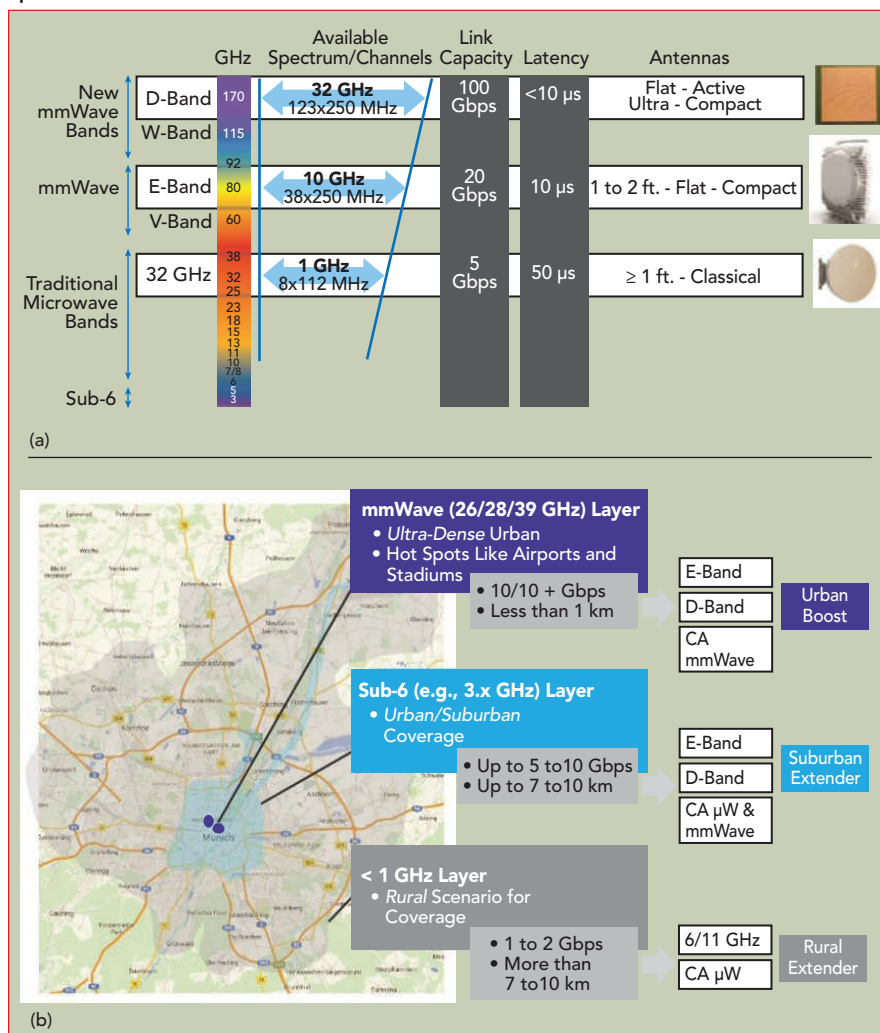 GHz
Available
Spectrum/Channels
Link
Capacity
Latency
Antennas
New
mmWave
Bands
D-Band
170
32 GHz
123x250 MHz
100
Gbps
<10 µs
Flat - Active
Ultra - Compact
W-Band
115
92
mmWave
E-Band
80
10 GHz
38x250 MHz
20
Gbps
10 µs
1 to 2 ft. - Flat - Compact
V-Band
60
38
Traditional
Microwave
Bands
32 GHz
32
25
23
18
15
13
11
10
7/8
6
5
3
1 GHz
8x112 MHz
5
Gbps
50 µs
≥ 1 ft. - Classical
Sub-6
(a)
mmWave (26/28/39 GHz) Layer
• Ultra-Dense Urban
• Hot Spots Like Airports and
Stadiums
• 10/10 + Gbps
• Less than 1 km
E-Band
D-Band
CA
mmWave
Urban
Boost
Sub-6 (e.g., 3.x GHz) Layer
• Urban/Suburban
Coverage
• Up to 5 to10 Gbps
• Up to 7 to10 km
E-Band
D-Band
CA µW &
mmWave
Suburban
Extender
< 1 GHz Layer
• Rural Scenario for
Coverage
• 1 to 2 Gbps
• More than
7 to10 km
6/11 GHz
CA µW
Rural
Extender
Munich
Dachau
(b)